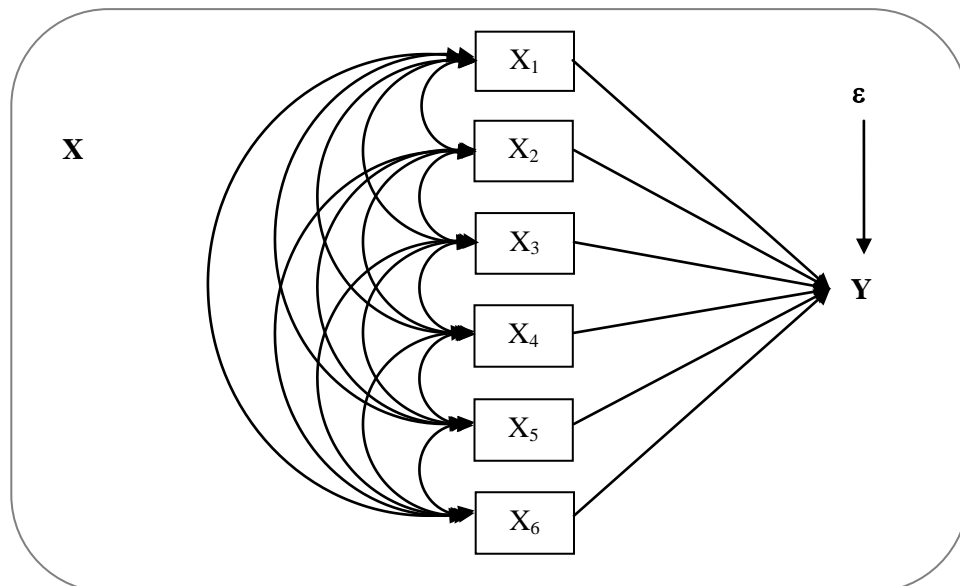 X₁
ε
X
X₂
X₃
Y
X₄
X₅
X₆